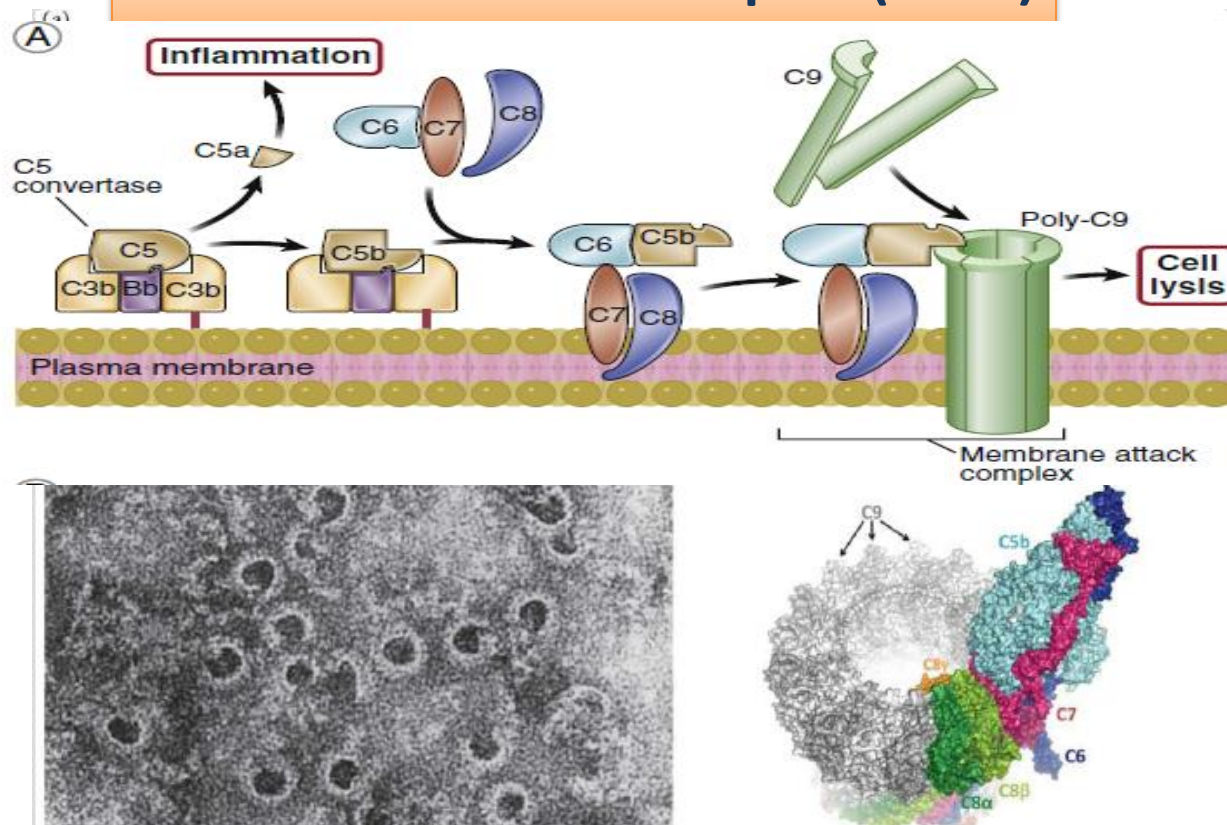 A
Inflammation
C9
C6
C7
C8
C5a
C5
convertase
Poly-C9
C5
C5b
C6
C5b
Cell
lysis
C3b
Bb
C3b
C7
C8
Plasma membrane
Membrane attack
complex
C9
C5b
C8γ
C7
C6
C8β
C8α